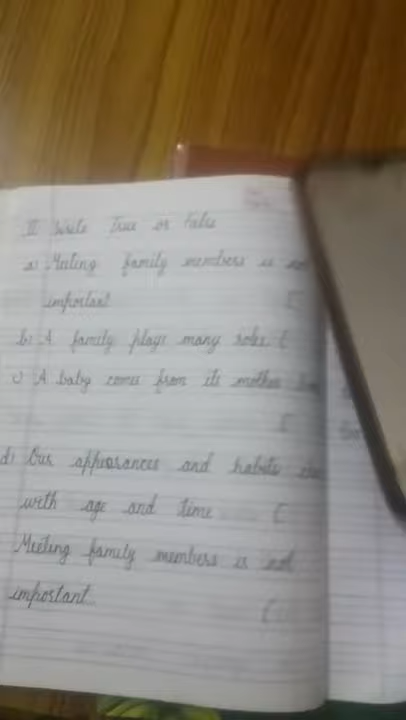 II Write True or False
a) Meeting family members is not
important [
b) A family plays many roles (
c) A baby comes from its mother
[
d) Our appearances and habits
with age and time [
Meeting family members is not
important (